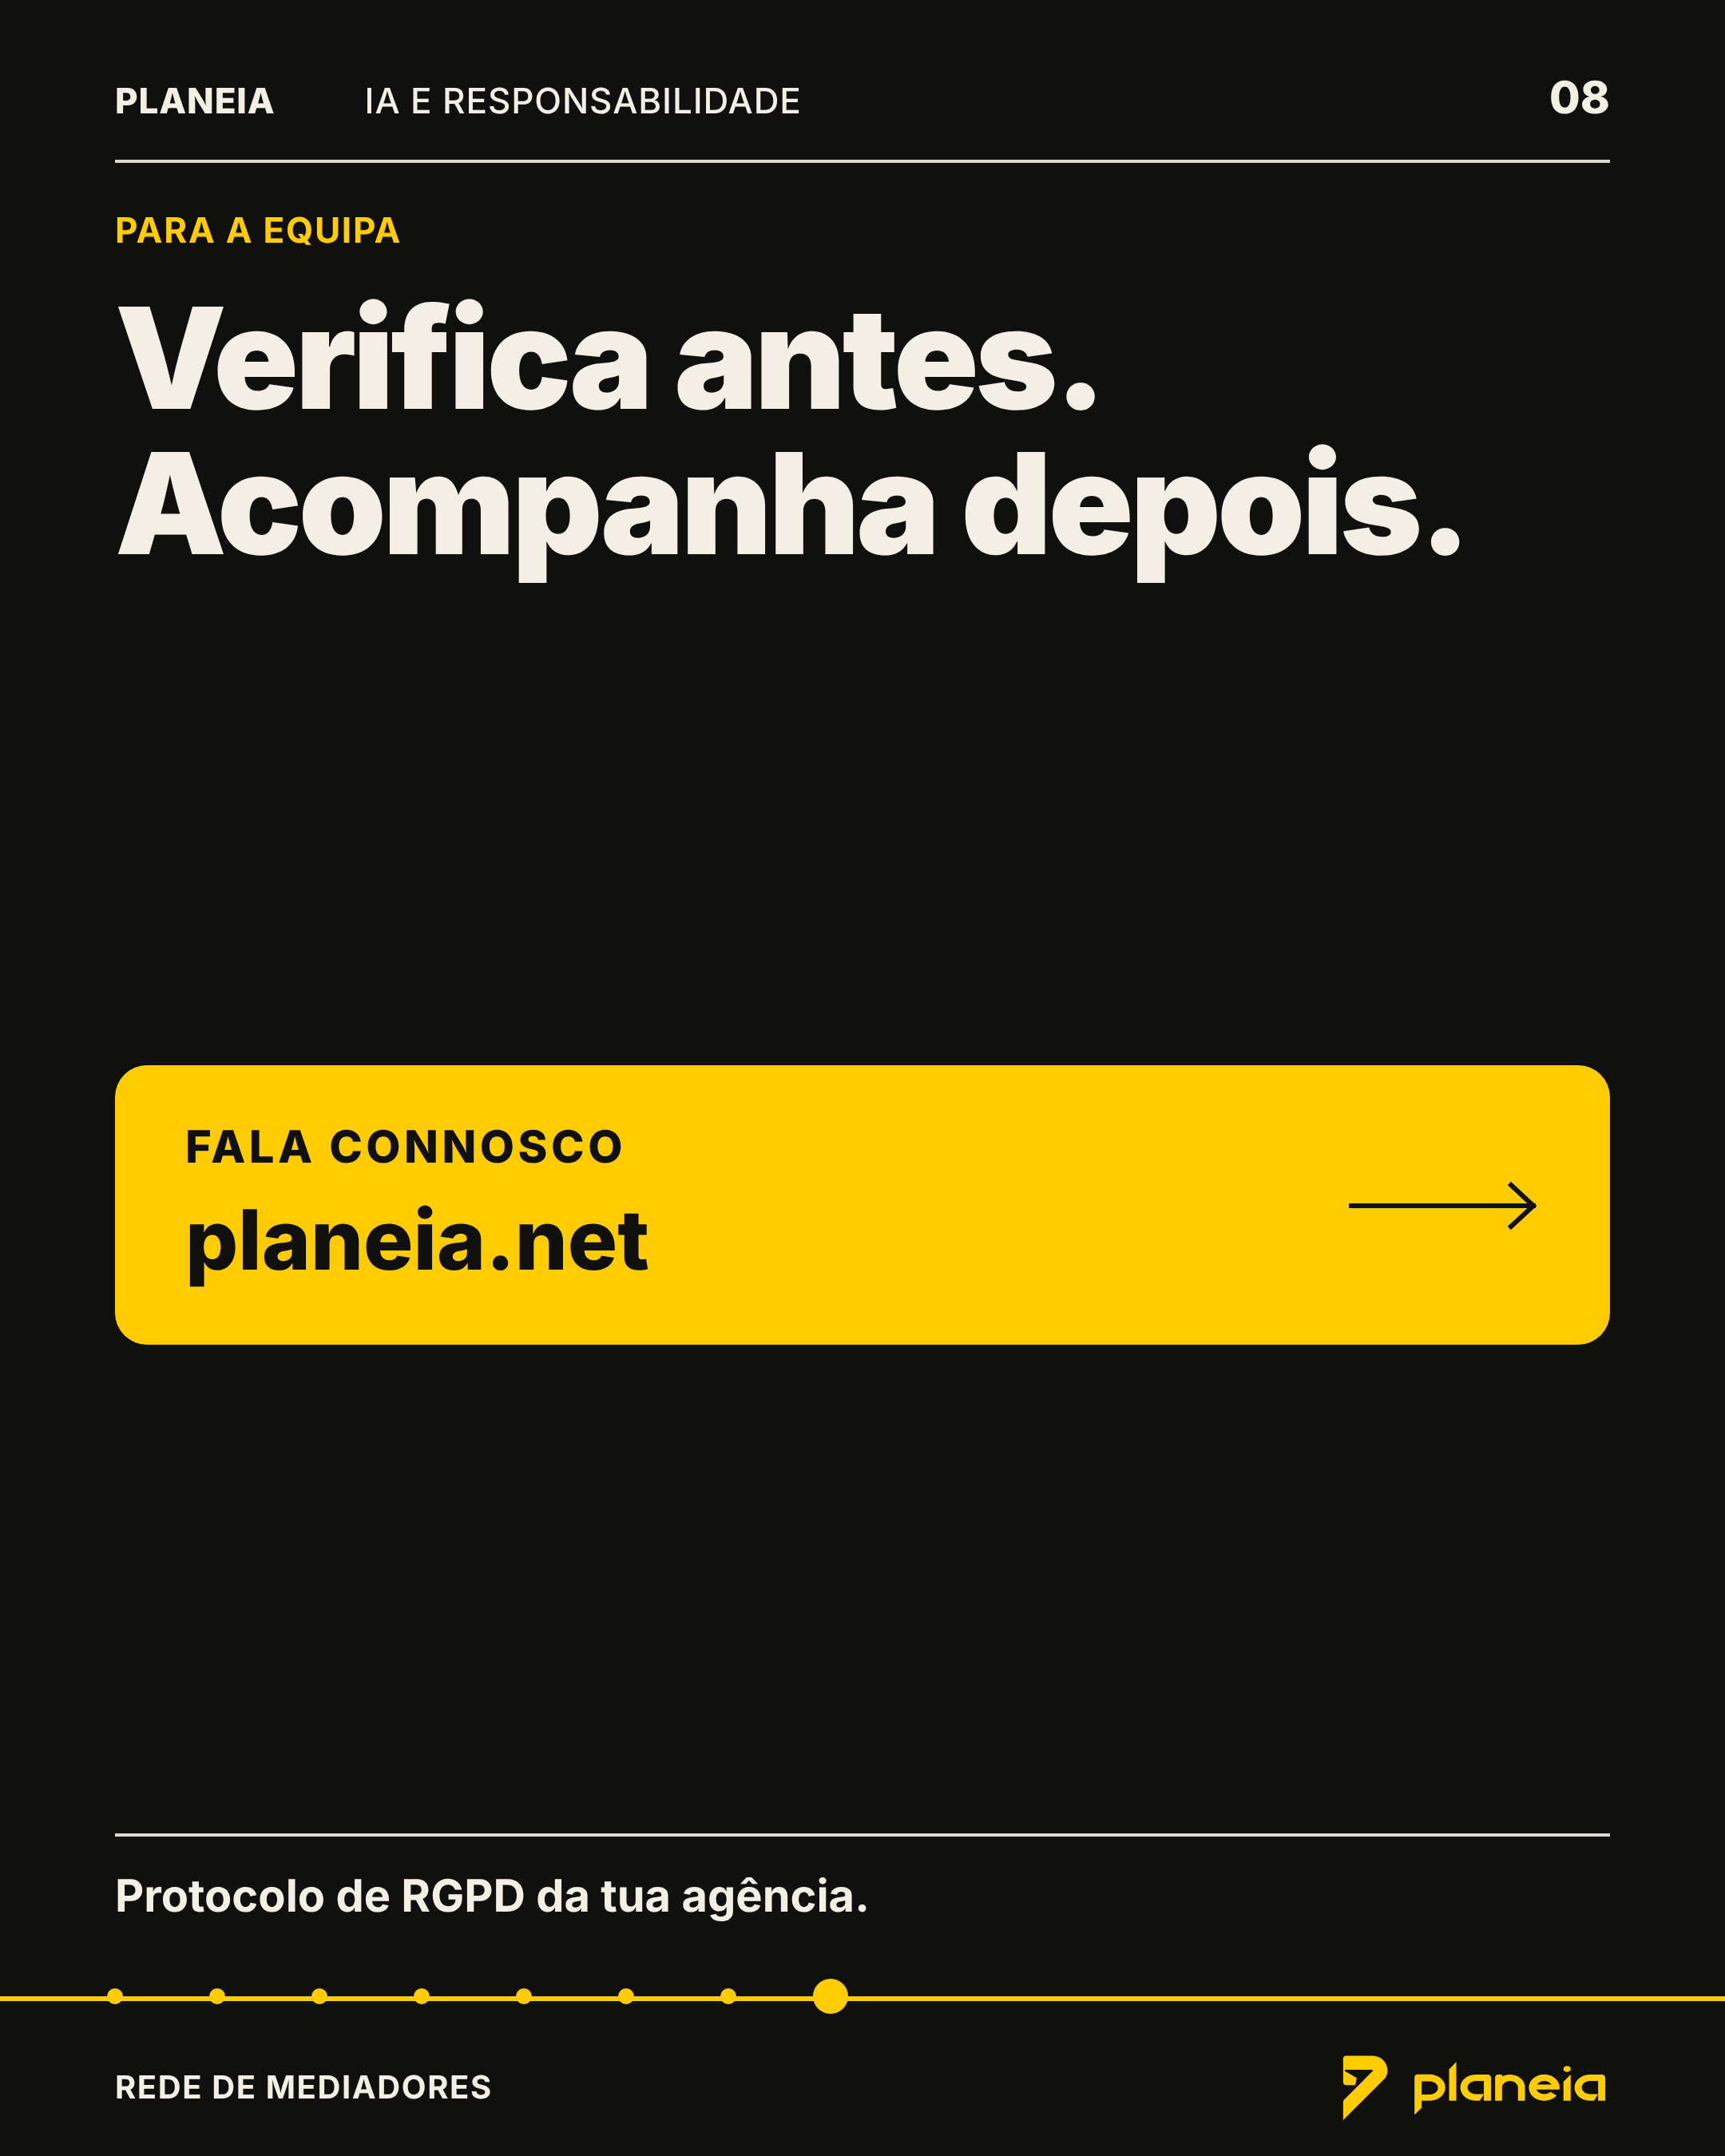 PLANEIA IA E RESPONSABILIDADE 08
PARA A EQUIPA
Verifica antes.
Acompanha depois.
FALA CONNOSCO
planeia.net
Protocolo de RGPD da tua agência.
REDE DE MEDIADORES planeia